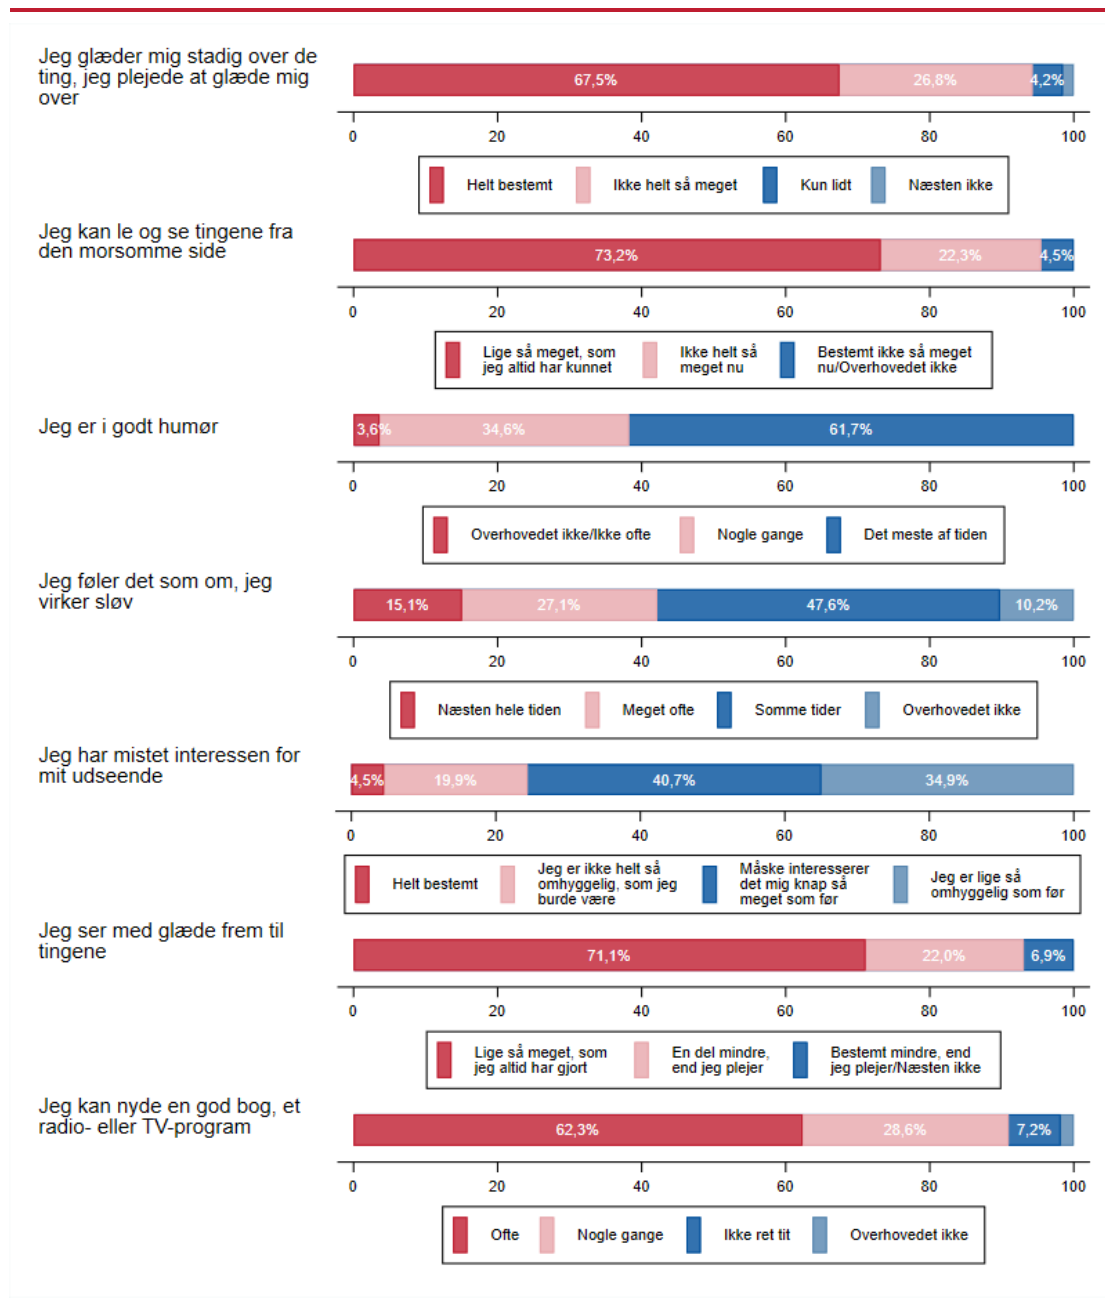 Jeg glæder mig stadig over de
ting, jeg plejede at glæde mig
over
67,5% 26,8% 4,2%
0 20 40 60 80 100
Helt bestemt Ikke helt så meget Kun lidt Næsten ikke
Jeg kan le og se tingene fra
den morsomme side
73,2% 22,3% 4,5%
0 20 40 60 80 100
Lige så meget, som
jeg altid har kunnet
Ikke helt så
meget nu
Bestemt ikke så meget
nu/Overhovedet ikke
Jeg er i godt humør
3,6% 34,6% 61,7%
0 20 40 60 80 100
Overhovedet ikke/Ikke ofte Nogle gange Det meste af tiden
Jeg føler det som om, jeg
virker sløv
15,1% 27,1% 47,6% 10,2%
0 20 40 60 80 100
Næsten hele tiden Meget ofte Somme tider Overhovedet ikke
Jeg har mistet interessen for
mit udseende
4,5% 19,9% 40,7% 34,9%
0 20 40 60 80 100
Helt bestemt
Jeg er ikke helt så
omhyggelig, som jeg
burde være
Måske interesserer
det mig knap så
meget som før
Jeg er lige så
omhyggelig som før
Jeg ser med glæde frem til
tingene
71,1% 22,0% 6,9%
0 20 40 60 80 100
Lige så meget, som
jeg altid har gjort
En del mindre,
end jeg plejer
Bestemt mindre, end
jeg plejer/Næsten ikke
Jeg kan nyde en god bog, et
radio- eller TV-program
62,3% 28,6% 7,2%
0 20 40 60 80 100
Ofte Nogle gange Ikke ret tit Overhovedet ikke